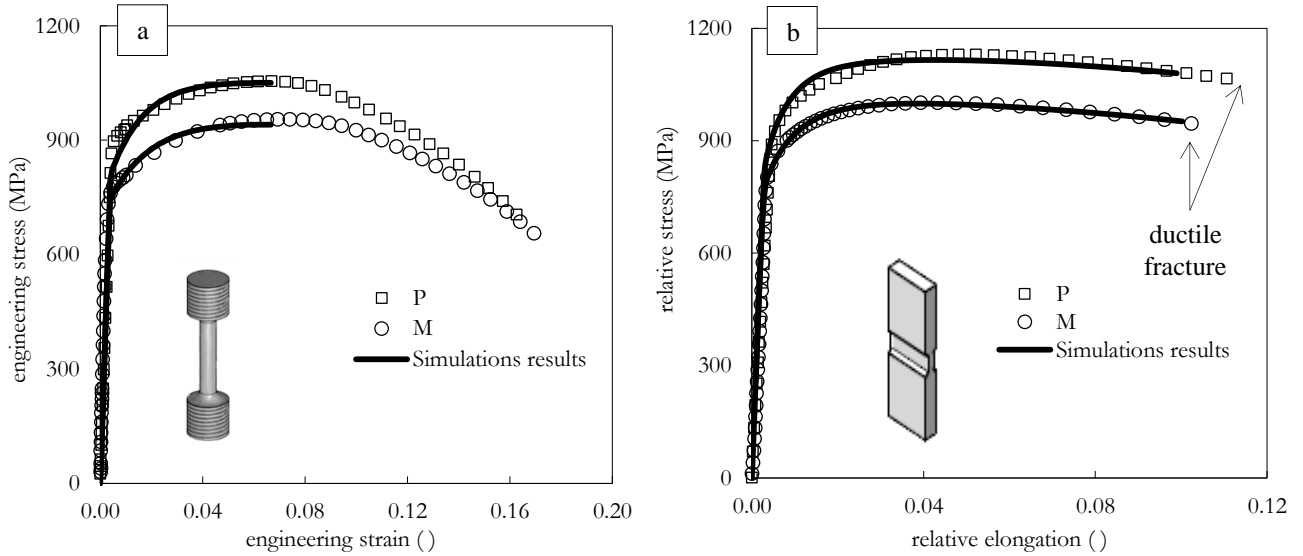 a
1200
900
600
300
0
engineering stress (MPa)
P
M
Simulations results
0.00 0.04 0.08 0.12 0.16 0.20
engineering strain ( )
b
1200
900
600
300
0
relative stress (MPa)
ductile
fracture
P
M
Simulations results
0.00 0.04 0.08 0.12
relative elongation ( )